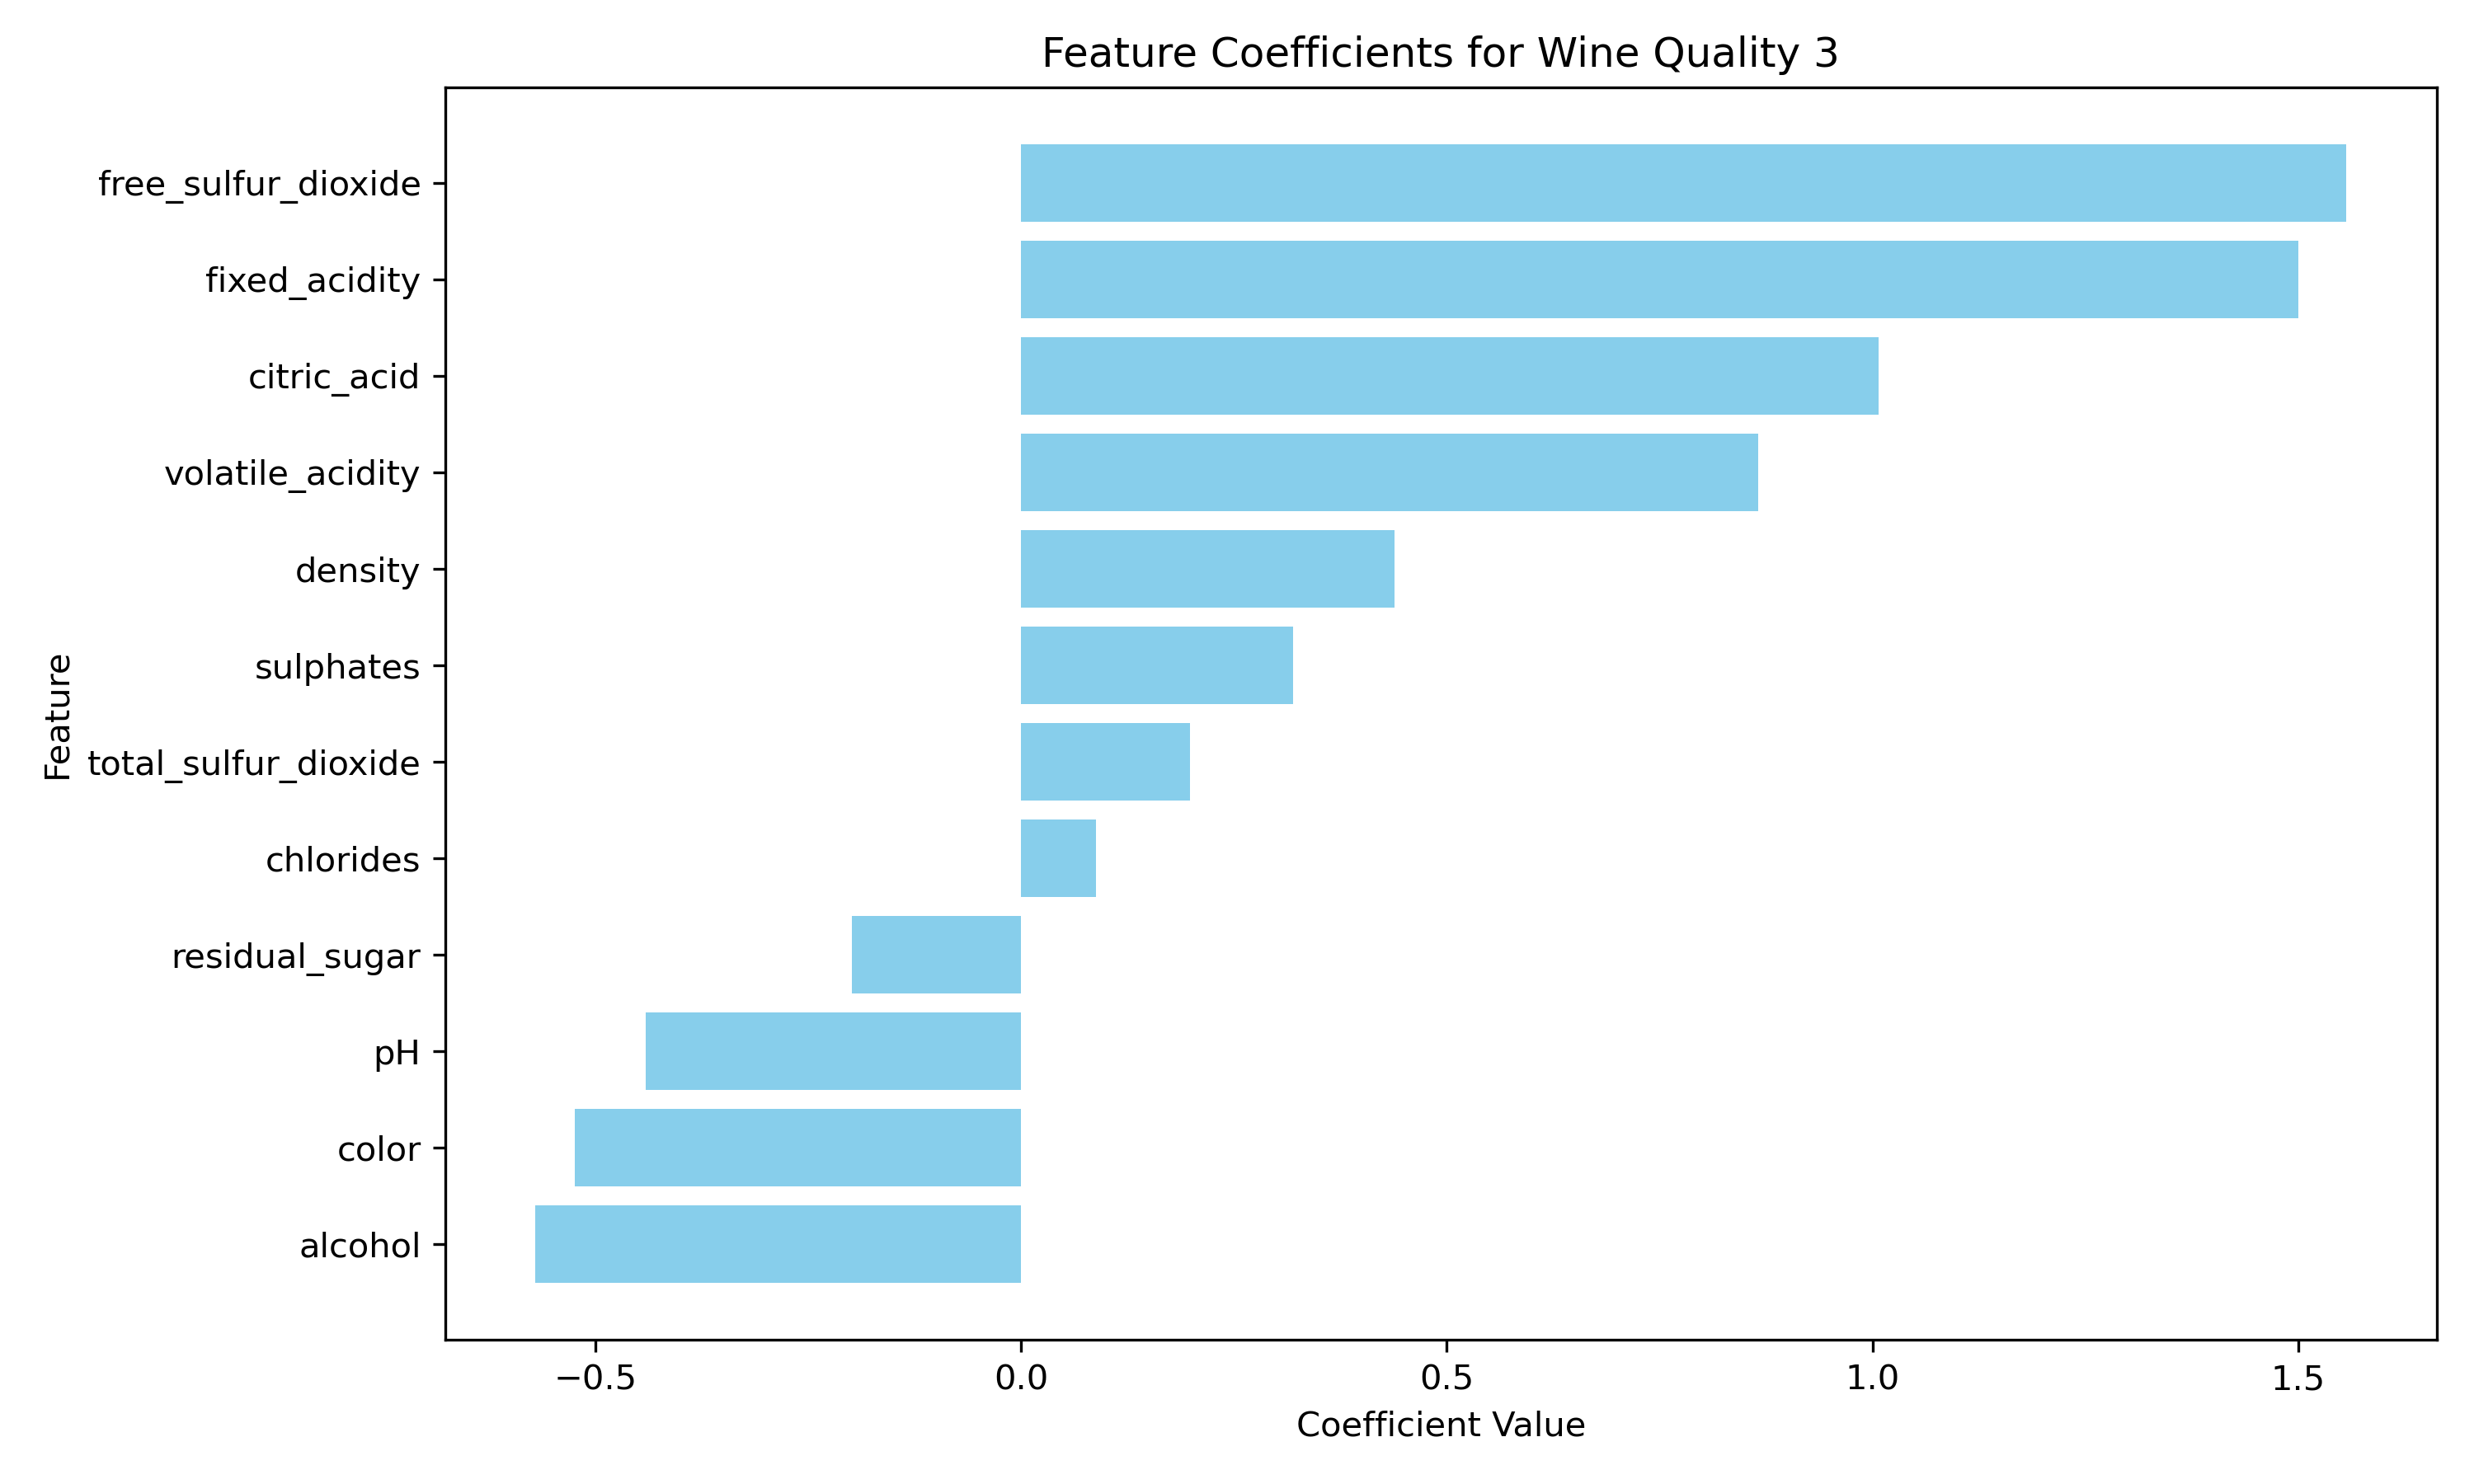 Feature Coefficients for Wine Quality 3
free_sulfur_dioxide
fixed_acidity
citric_acid
volatile_acidity
density
sulphates
total_sulfur_dioxide
chlorides
residual_sugar
pH
color
alcohol
Feature
−0.5 0.0 0.5 1.0 1.5
Coefficient Value